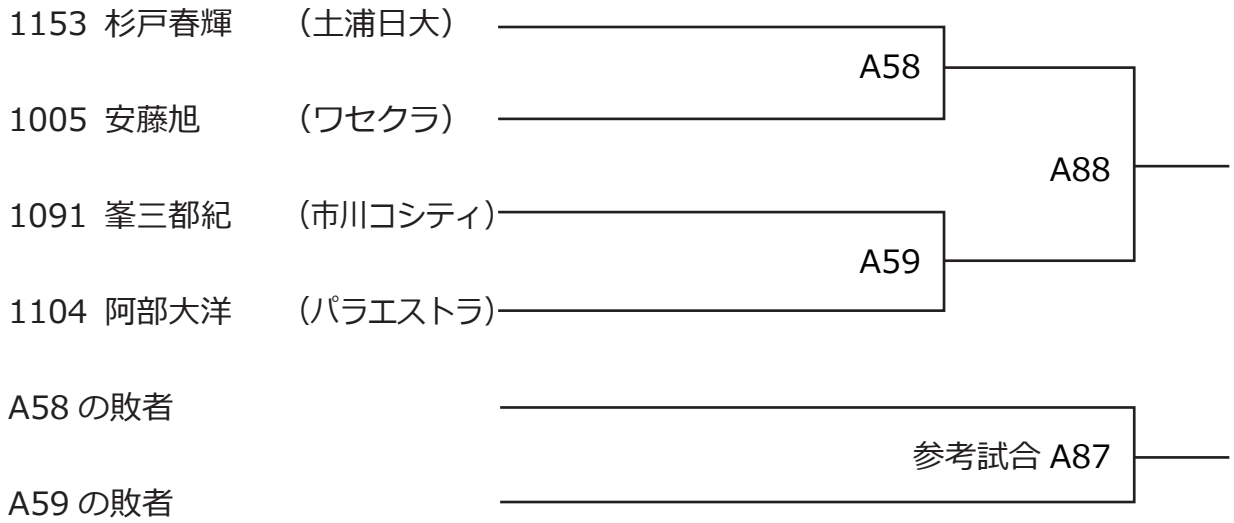 1153 杉戸春輝 （土浦日大）
A58
1005 安藤旭 （ワセクラ）
A88
1091 峯三都紀 （市川コシティ）
A59
1104 阿部大洋 （パラエストラ）
A58 の敗者
参考試合 A87
A59 の敗者